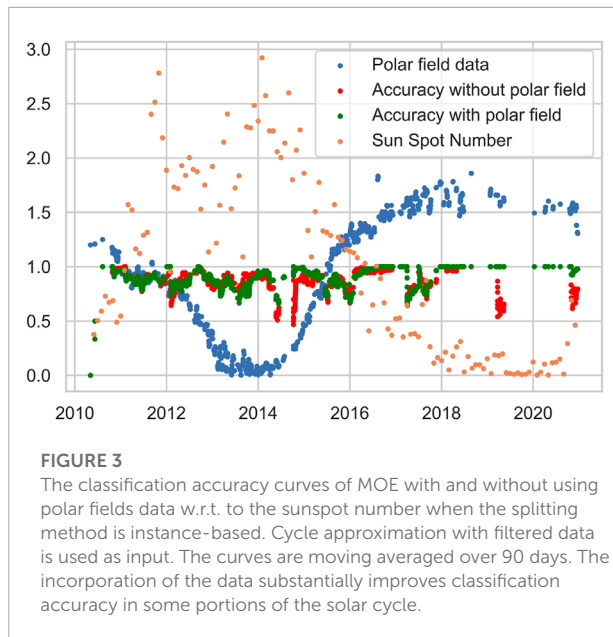 3.0
2.5
2.0
1.5
1.0
0.5
0.0
Polar field data
Accuracy without polar field
Accuracy with polar field
Sun Spot Number
2010 2012 2014 2016 2018 2020
FIGURE 3
The classification accuracy curves of MOE with and without using
polar fields data w.r.t. to the sunspot number when the splitting
method is instance-based. Cycle approximation with filtered data
is used as input. The curves are moving averaged over 90 days. The
incorporation of the data substantially improves classification
accuracy in some portions of the solar cycle.